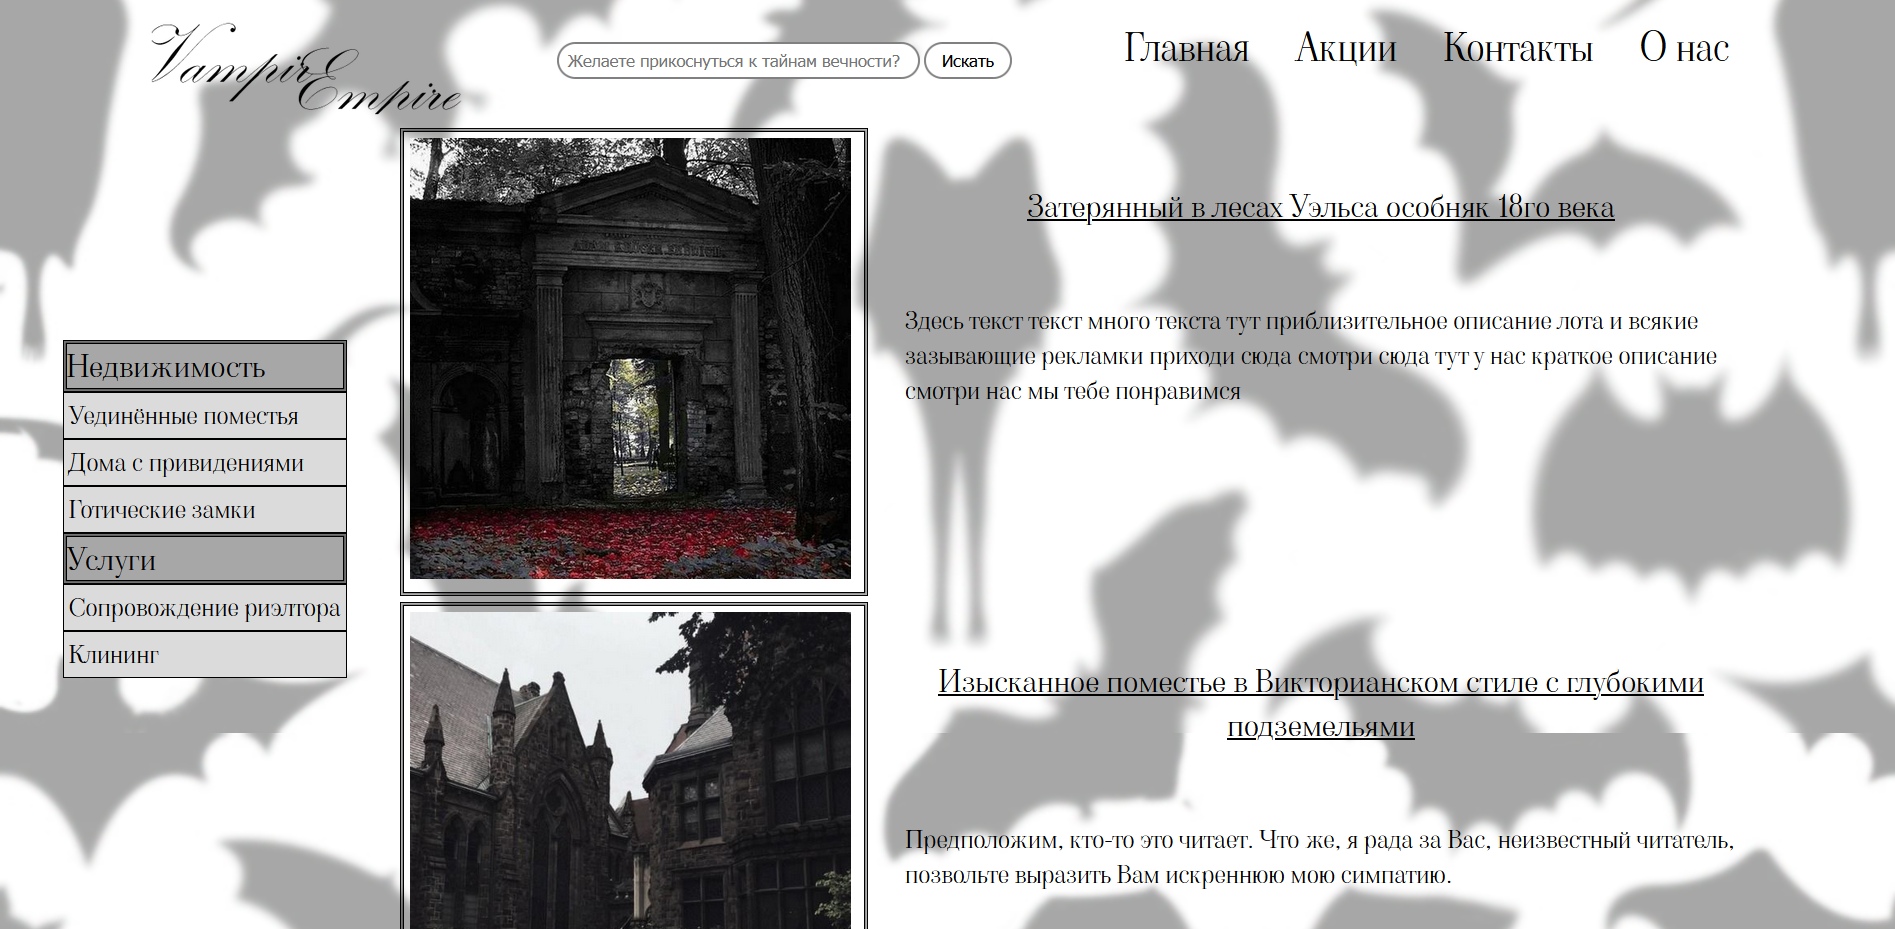 VampirEmpire
Желаете прикоснуться к тайнам вечности?
Искать
Главная Акции Контакты О нас
Недвижимость
Уединённые поместья
Дома с привидениями
Готические замки
Услуги
Сопровождение риэлтора
Клининг
Затерянный в лесах Уэльса особняк 18го века
Здесь текст текст много текста тут приблизительное описание лота и всякие
зазывающие рекламки приходи сюда смотри сюда тут у нас краткое описание
смотри нас мы тебе понравимся
Изысканное поместье в Викторианском стиле с глубокими
подземельями
Предположим, кто-то это читает. Что же, я рада за Вас, неизвестный читатель,
позвольте выразить Вам искреннюю мою симпатию.